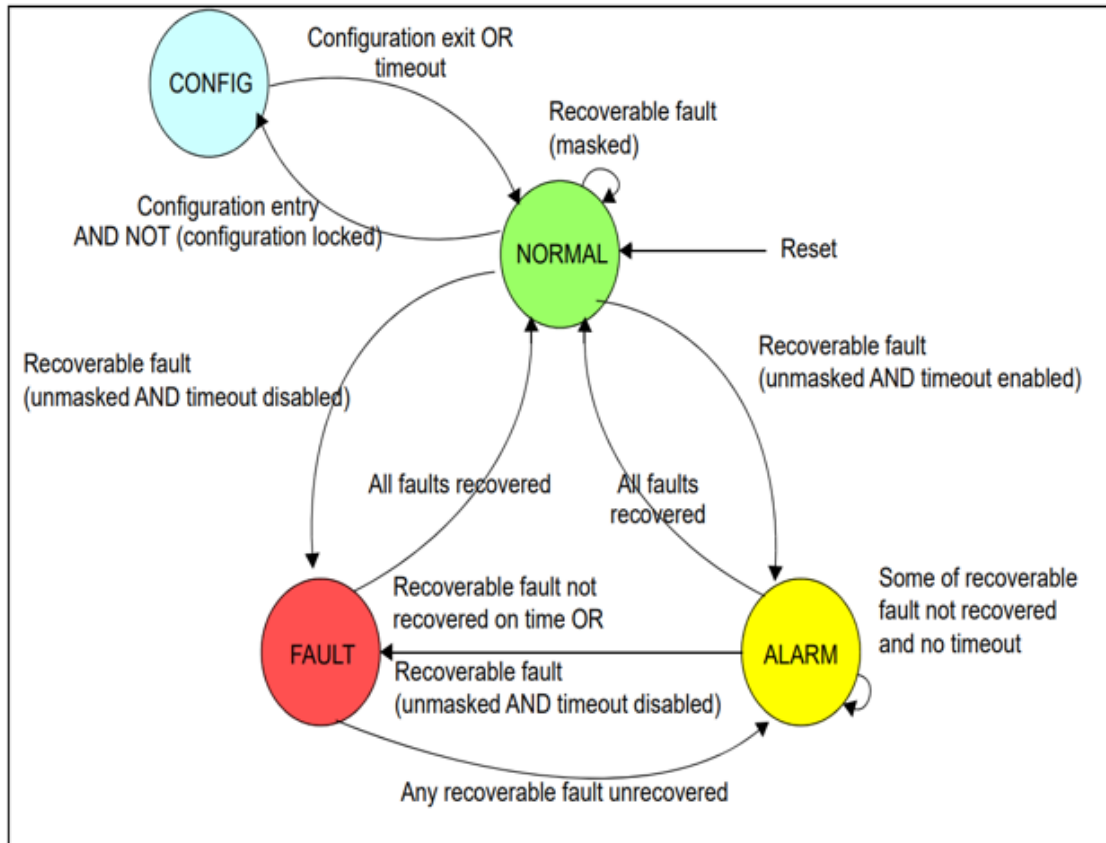 Configuration exit OR
timeout
CONFIG
Recoverable fault
(masked)
Configuration entry
AND NOT (configuration locked)
NORMAL
Reset
Recoverable fault
(unmasked AND timeout disabled)
Recoverable fault
(unmasked AND timeout enabled)
All faults recovered
All faults
recovered
Recoverable fault not
recovered on time OR
Some of recoverable
fault not recovered
and no timeout
FAULT
ALARM
Recoverable fault
(unmasked AND timeout disabled)
Any recoverable fault unrecovered